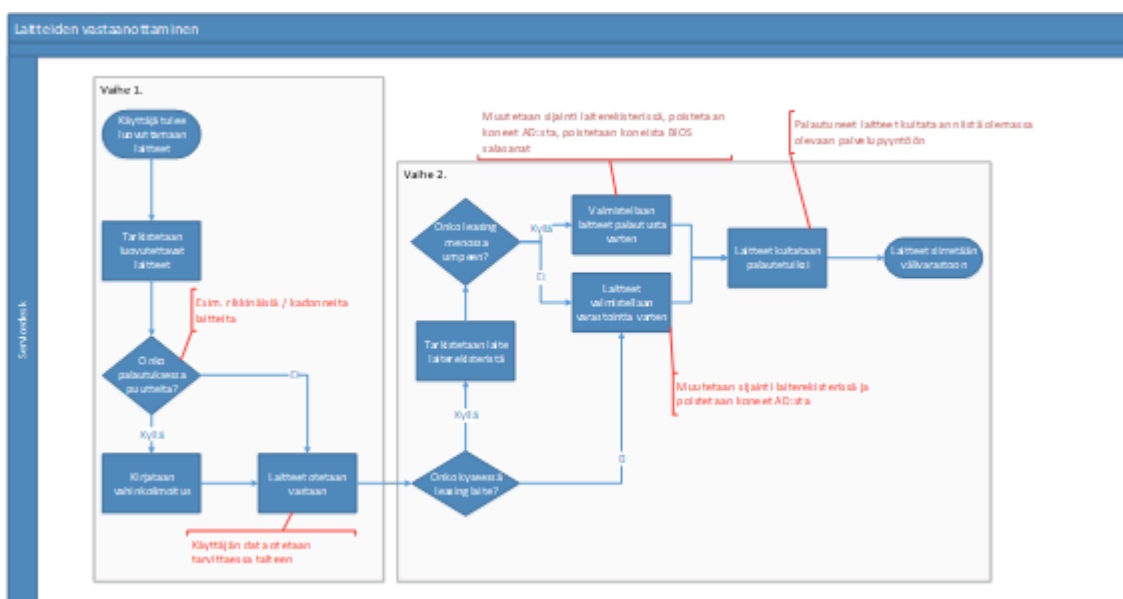 Laitteiden vastaanottaminen
Servicedesk
Vaihe 1.
Käyttäjä tulee
luovuttamaan
laitteet
Tarkistetaan
luovutettavat
laitteet
Esim. rikkinäisiä / kadonneita
laitteita
Onko
palautuksessa
puutteita?
Ei
Kyllä
Kirjataan
vahinkoilmoitus
Laitteet otetaan
vastaan
Käyttäjän data otetaan
tarvittaessa talteen
Vaihe 2.
Muutetaan sijainti laiterekisterissä, poistetaan
koneet AD:sta, poistetaan koneista BIOS
salasanat
Palautuneet laitteet kuitataan niistä olemassa
olevaan palvelupyyntöön
Onko leasing
menossa
umpeen?
Kyllä
Ei
Valmistellaan
laitteet palautusta
varten
Laitteet
valmistellaan
varastointia varten
Laitteet kuitataan
palautetuiksi
Laitteet siirretään
välivarastoon
Tarkistetaan laite
laiterekisteristä
Muutetaan sijainti laiterekisterissä ja
poistetaan koneet AD:sta
Kyllä
Onko kyseessä
leasing laite?
Ei